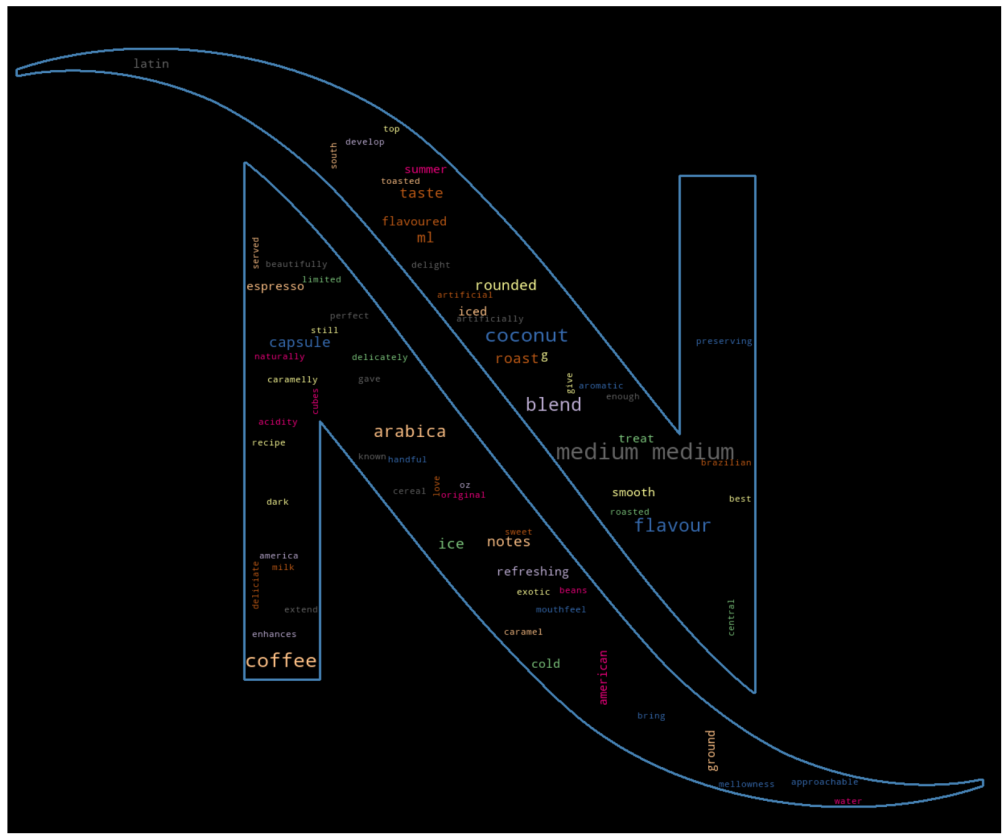 latin
top
develop
south
summer
toasted
taste
flavoured
ml
served
beautifully
delight
limited
espresso
rounded
artificial
iced
artificially
perfect
still
coconut
capsule
preserving
naturally
delicately
roast
g
caramelly
gave
give
aromatic
cubes
enough
blend
acidity
arabica
recipe
treat
medium medium
known
handful
brazilian
love
oz
cereal
original
smooth
best
dark
roasted
flavour
sweet
ice
notes
america
milk
refreshing
deliciate
exotic
beans
extend
mouthfeel
central
enhances
caramel
coffee
cold
american
bring
ground
mellowness
approachable
water